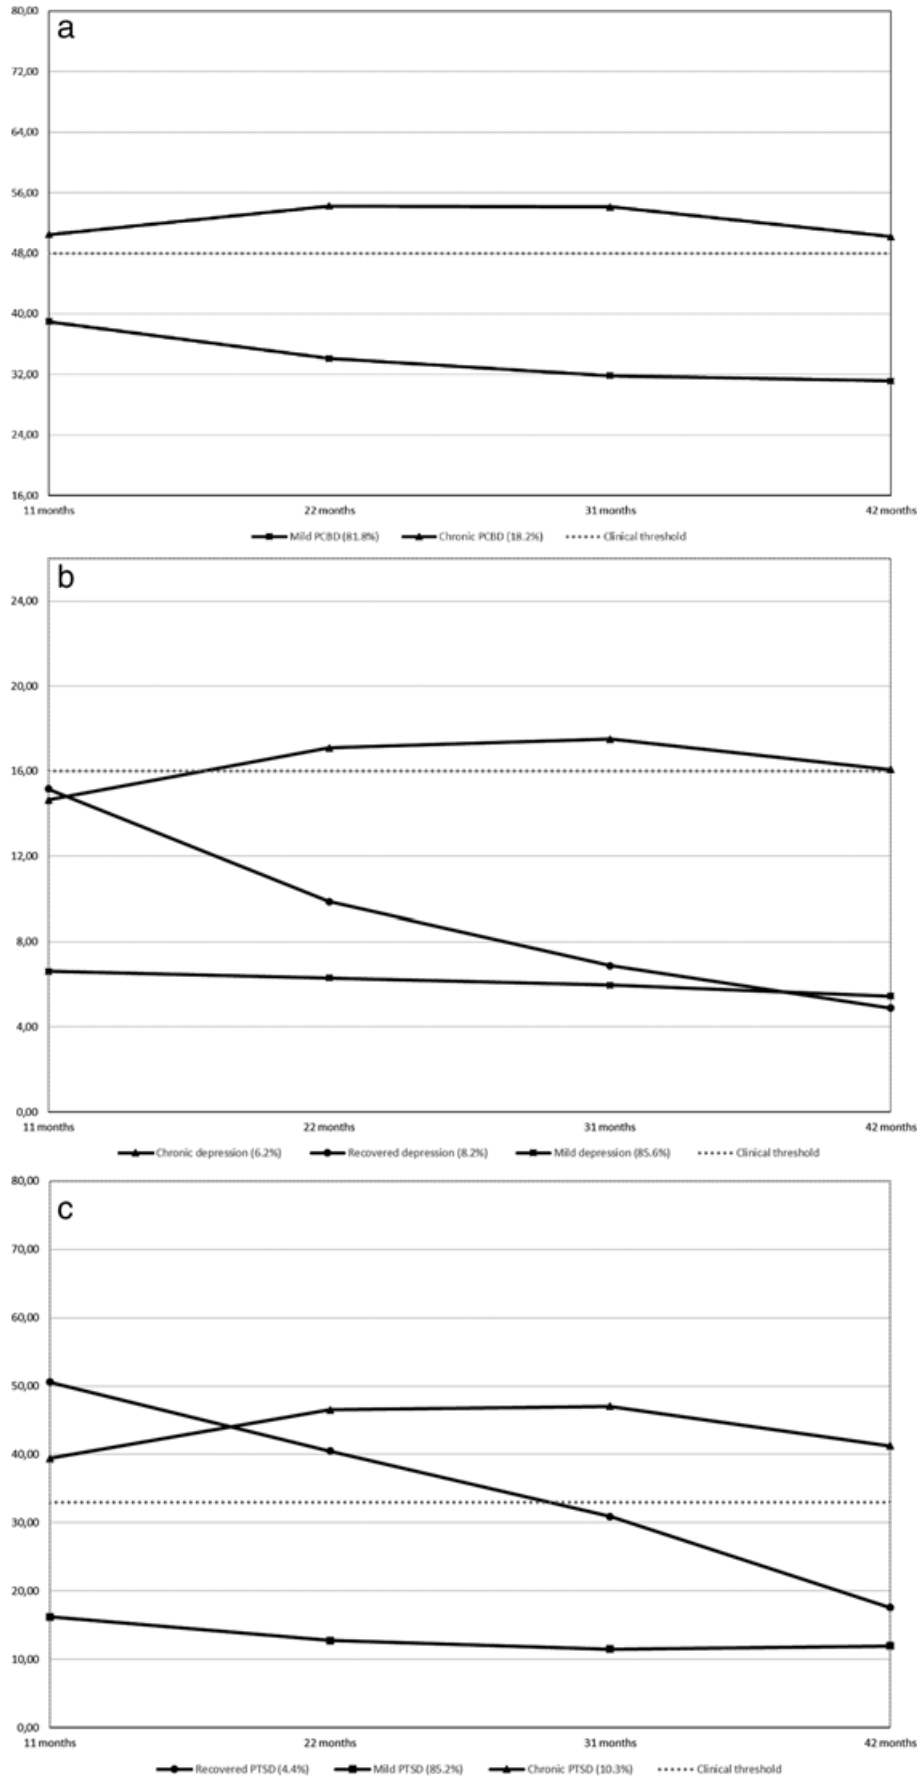 a
80,00
72,00
64,00
56,00
48,00
40,00
32,00
24,00
16,00
11 months 22 months 31 months 42 months
Mild PCBD (81.8%) Chronic PCBD (18.2%) Clinical threshold
b
24,00
20,00
16,00
12,00
8,00
4,00
0,00
11 months 22 months 31 months 42 months
Chronic depression (6.2%) Recovered depression (8.2%) Mild depression (85.6%) Clinical threshold
c
80,00
70,00
60,00
50,00
40,00
30,00
20,00
10,00
0,00
11 months 22 months 31 months 42 months
Recovered PTSD (4.4%) Mild PTSD (85.2%) Chronic PTSD (10.3%) Clinical threshold